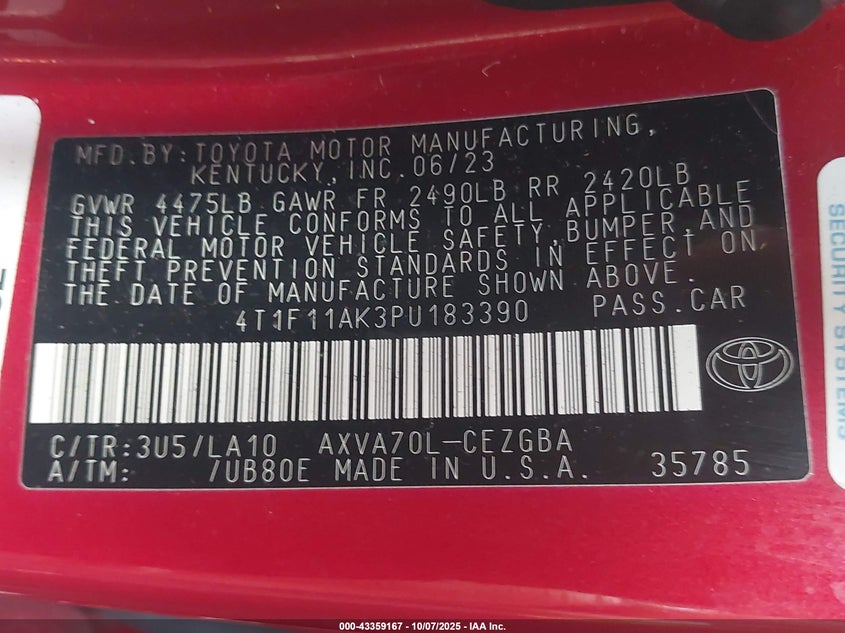 MFD.BY:TOYOTA MOTOR MANUFACTURING,
KENTUCKY, INC. 06/23
GVWR 4475LB GAWR FR 2490LB RR 2420LB
THIS VEHICLE CONFORMS TO ALL APPLICABLE
FEDERAL MOTOR VEHICLE SAFETY,BUMPER,AND
THEFT PREVENTION STANDARDS IN EFFECT ON
THE DATE OF MANUFACTURE SHOWN ABOVE.
4T1F11AK3PU183390 PASS.CAR
C/TR:3U5/LA10 AXVA70L-CEZGBA
A/TM: /UB80E MADE IN U.S.A. 35785
SECURITY SYSTEMS
000-43359167 - 10/07/2025 - IAA Inc.